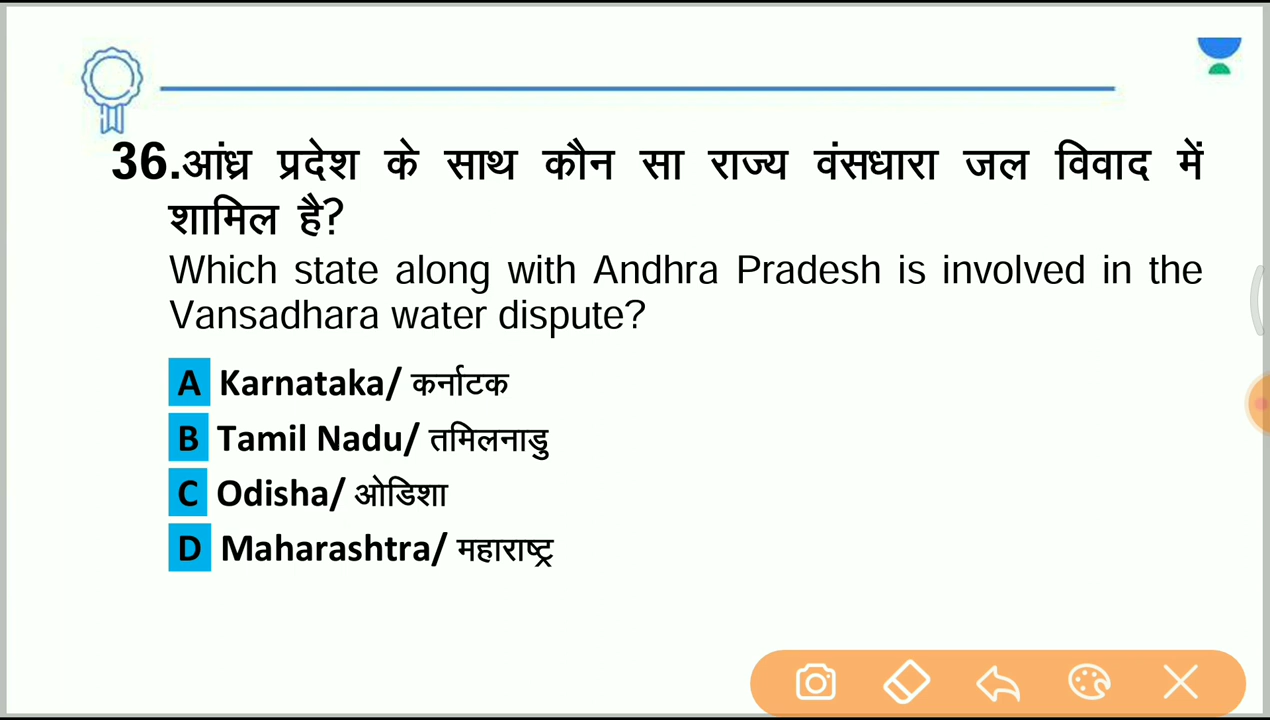 36.आंध्र प्रदेश के साथ कौन सा राज्य वंसधारा जल विवाद में
शामिल है?
Which state along with Andhra Pradesh is involved in the
Vansadhara water dispute?
A Karnataka/ कर्नाटक
B Tamil Nadu/ तमिलनाडु
C Odisha/ ओडिशा
D Maharashtra/ महाराष्ट्र